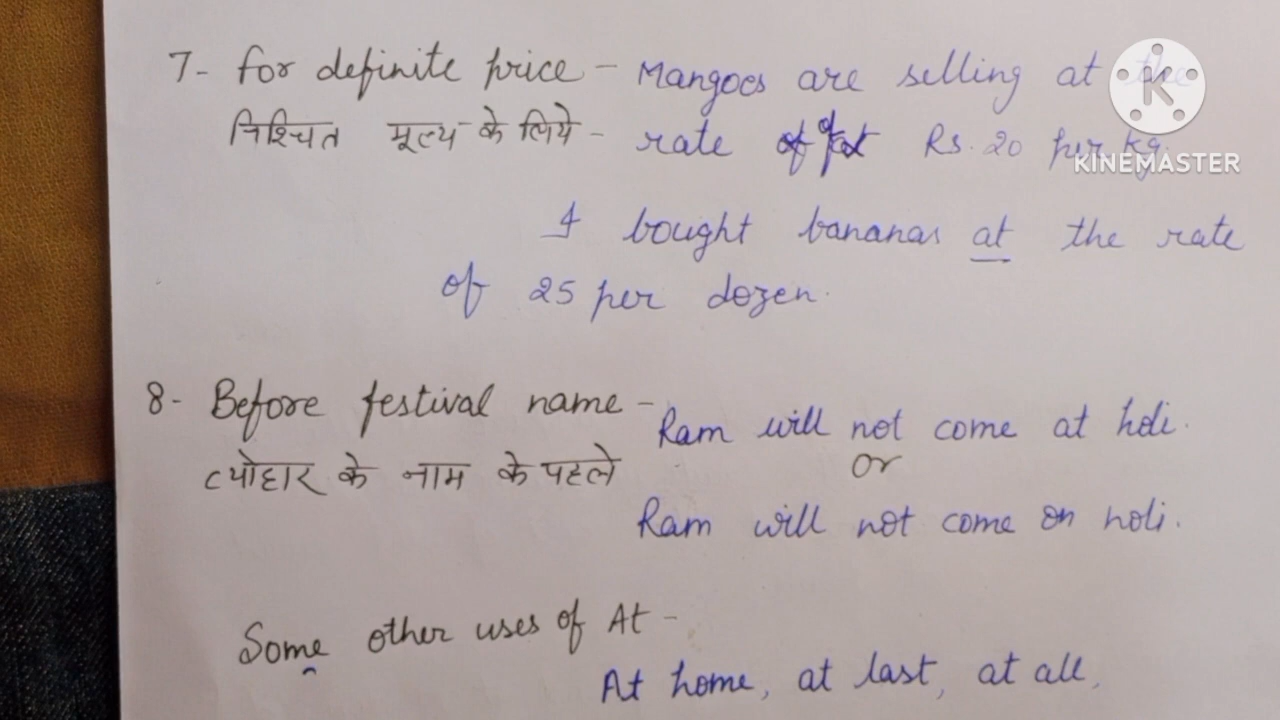 7- for definite price - Mangoes are selling at the
निश्चित मूल्य के लिये - rate of Rs. 20 per kg.
KINEMASTER
I bought bananas at the rate
of 25 per dozen.
8- Before festival name - Ram will not come at holi.
त्योहार के नाम के पहले
or
Ram will not come on holi.
Some other uses of At -
At home, at last, at all,